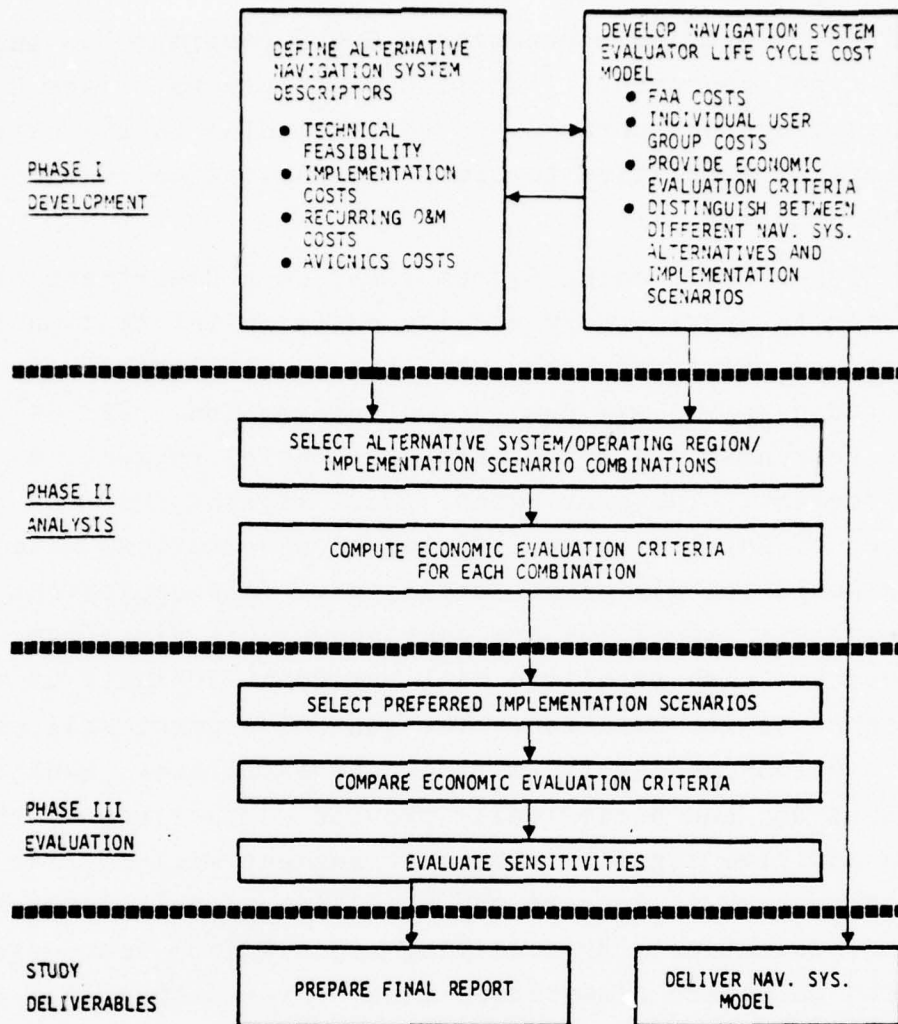 PHASE I
DEVELOPMENT
DEFINE ALTERNATIVE
NAVIGATION SYSTEM
DESCRIPTORS
● TECHNICAL
FEASIBILITY
● IMPLEMENTATION
COSTS
● RECURRING O&M
COSTS
● AVIONICS COSTS
DEVELOP NAVIGATION SYSTEM
EVALUATOR LIFE CYCLE COST
MODEL
● FAA COSTS
● INDIVIDUAL USER
GROUP COSTS
● PROVIDE ECONOMIC
EVALUATION CRITERIA
● DISTINGUISH BETWEEN
DIFFERENT NAV. SYS.
ALTERNATIVES AND
IMPLEMENTATION
SCENARIOS
PHASE II
ANALYSIS
SELECT ALTERNATIVE SYSTEM/OPERATING REGION/
IMPLEMENTATION SCENARIO COMBINATIONS
COMPUTE ECONOMIC EVALUATION CRITERIA
FOR EACH COMBINATION
PHASE III
EVALUATION
SELECT PREFERRED IMPLEMENTATION SCENARIOS
COMPARE ECONOMIC EVALUATION CRITERIA
EVALUATE SENSITIVITIES
STUDY
DELIVERABLES
PREPARE FINAL REPORT
DELIVER NAV. SYS.
MODEL